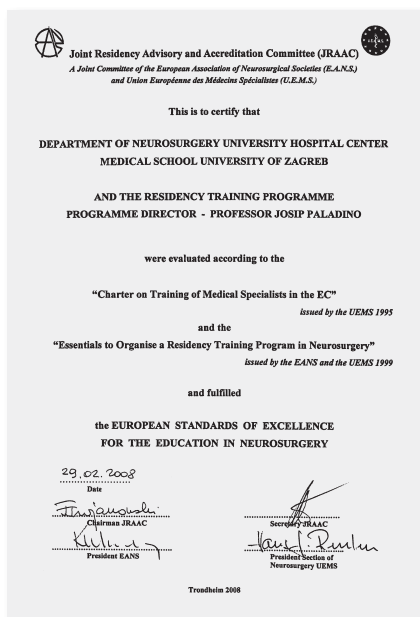 Joint Residency Advisory and Accreditation Committee (JRAAC)
A Joint Committee of the European Association of Neurosurgical Societies (E.A.N.S.)
and Union Européenne des Médecins Spécialistes (U.E.M.S.)
This is to certify that
DEPARTMENT OF NEUROSURGERY UNIVERSITY HOSPITAL CENTER
MEDICAL SCHOOL UNIVERSITY OF ZAGREB
AND THE RESIDENCY TRAINING PROGRAMME
PROGRAMME DIRECTOR - PROFESSOR JOSIP PALADINO
were evaluated according to the
“Charter on Training of Medical Specialists in the EC”
issued by the UEMS 1995
and the
“Essentials to Organise a Residency Training Program in Neurosurgery”
issued by the EANS and the UEMS 1999
and fulfilled
the EUROPEAN STANDARDS OF EXCELLENCE
FOR THE EDUCATION IN NEUROSURGERY
29.02.2008
Date
Chairman JRAAC
Secretary JRAAC
President EANS
President Section of
Neurosurgery UEMS
Trondheim 2008